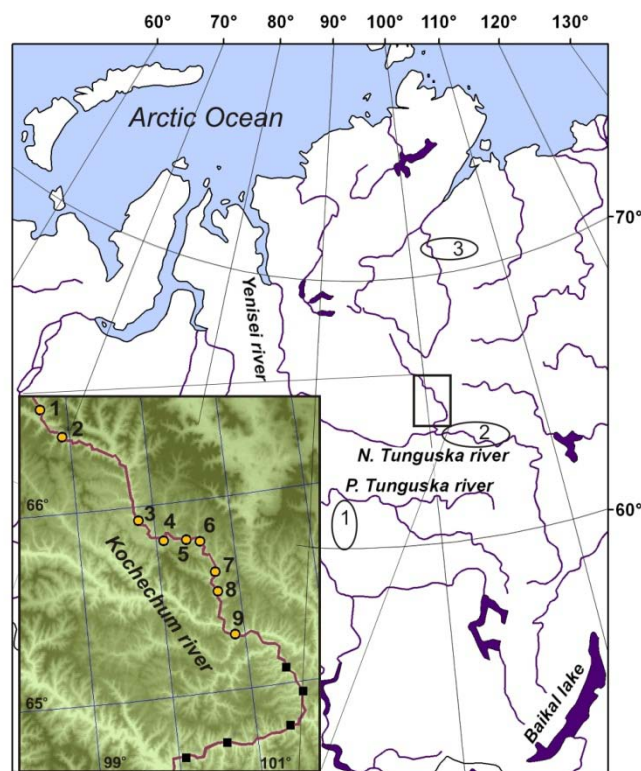 60° 70° 80° 90° 100° 110° 120° 130°
Arctic Ocean
70°
3
Yenisei river
2
N. Tunguska river
P. Tunguska river
1
60°
Baikal lake
1
2
66°
3
4
5
6
7
8
9
Kochechum river
65°
99°
101°